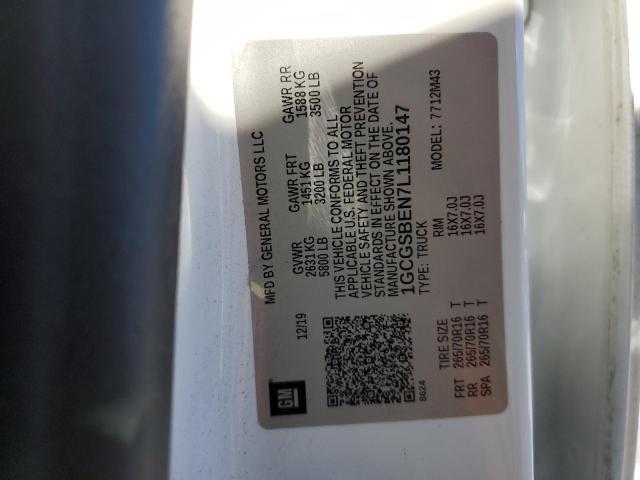 GM
12/19
MFD BY GENERAL MOTORS LLC
GVWR GAWR FRT GAWR RR
2631 KG 1451 KG 1588 KG
5800 LB 3200 LB 3500 LB
THIS VEHICLE CONFORMS TO ALL
APPLICABLE U.S. FEDERAL MOTOR
VEHICLE SAFETY AND THEFT PREVENTION
STANDARDS IN EFFECT ON THE DATE OF
MANUFACTURE SHOWN ABOVE.
1GCGSBEN7L1180147
TYPE: TRUCK MODEL: 7712M43
8624
TIRE SIZE RIM
FRT 265/70R16 T 16X7.0J
RR 265/70R16 T 16X7.0J
SPA 265/70R16 T 16X7.0J